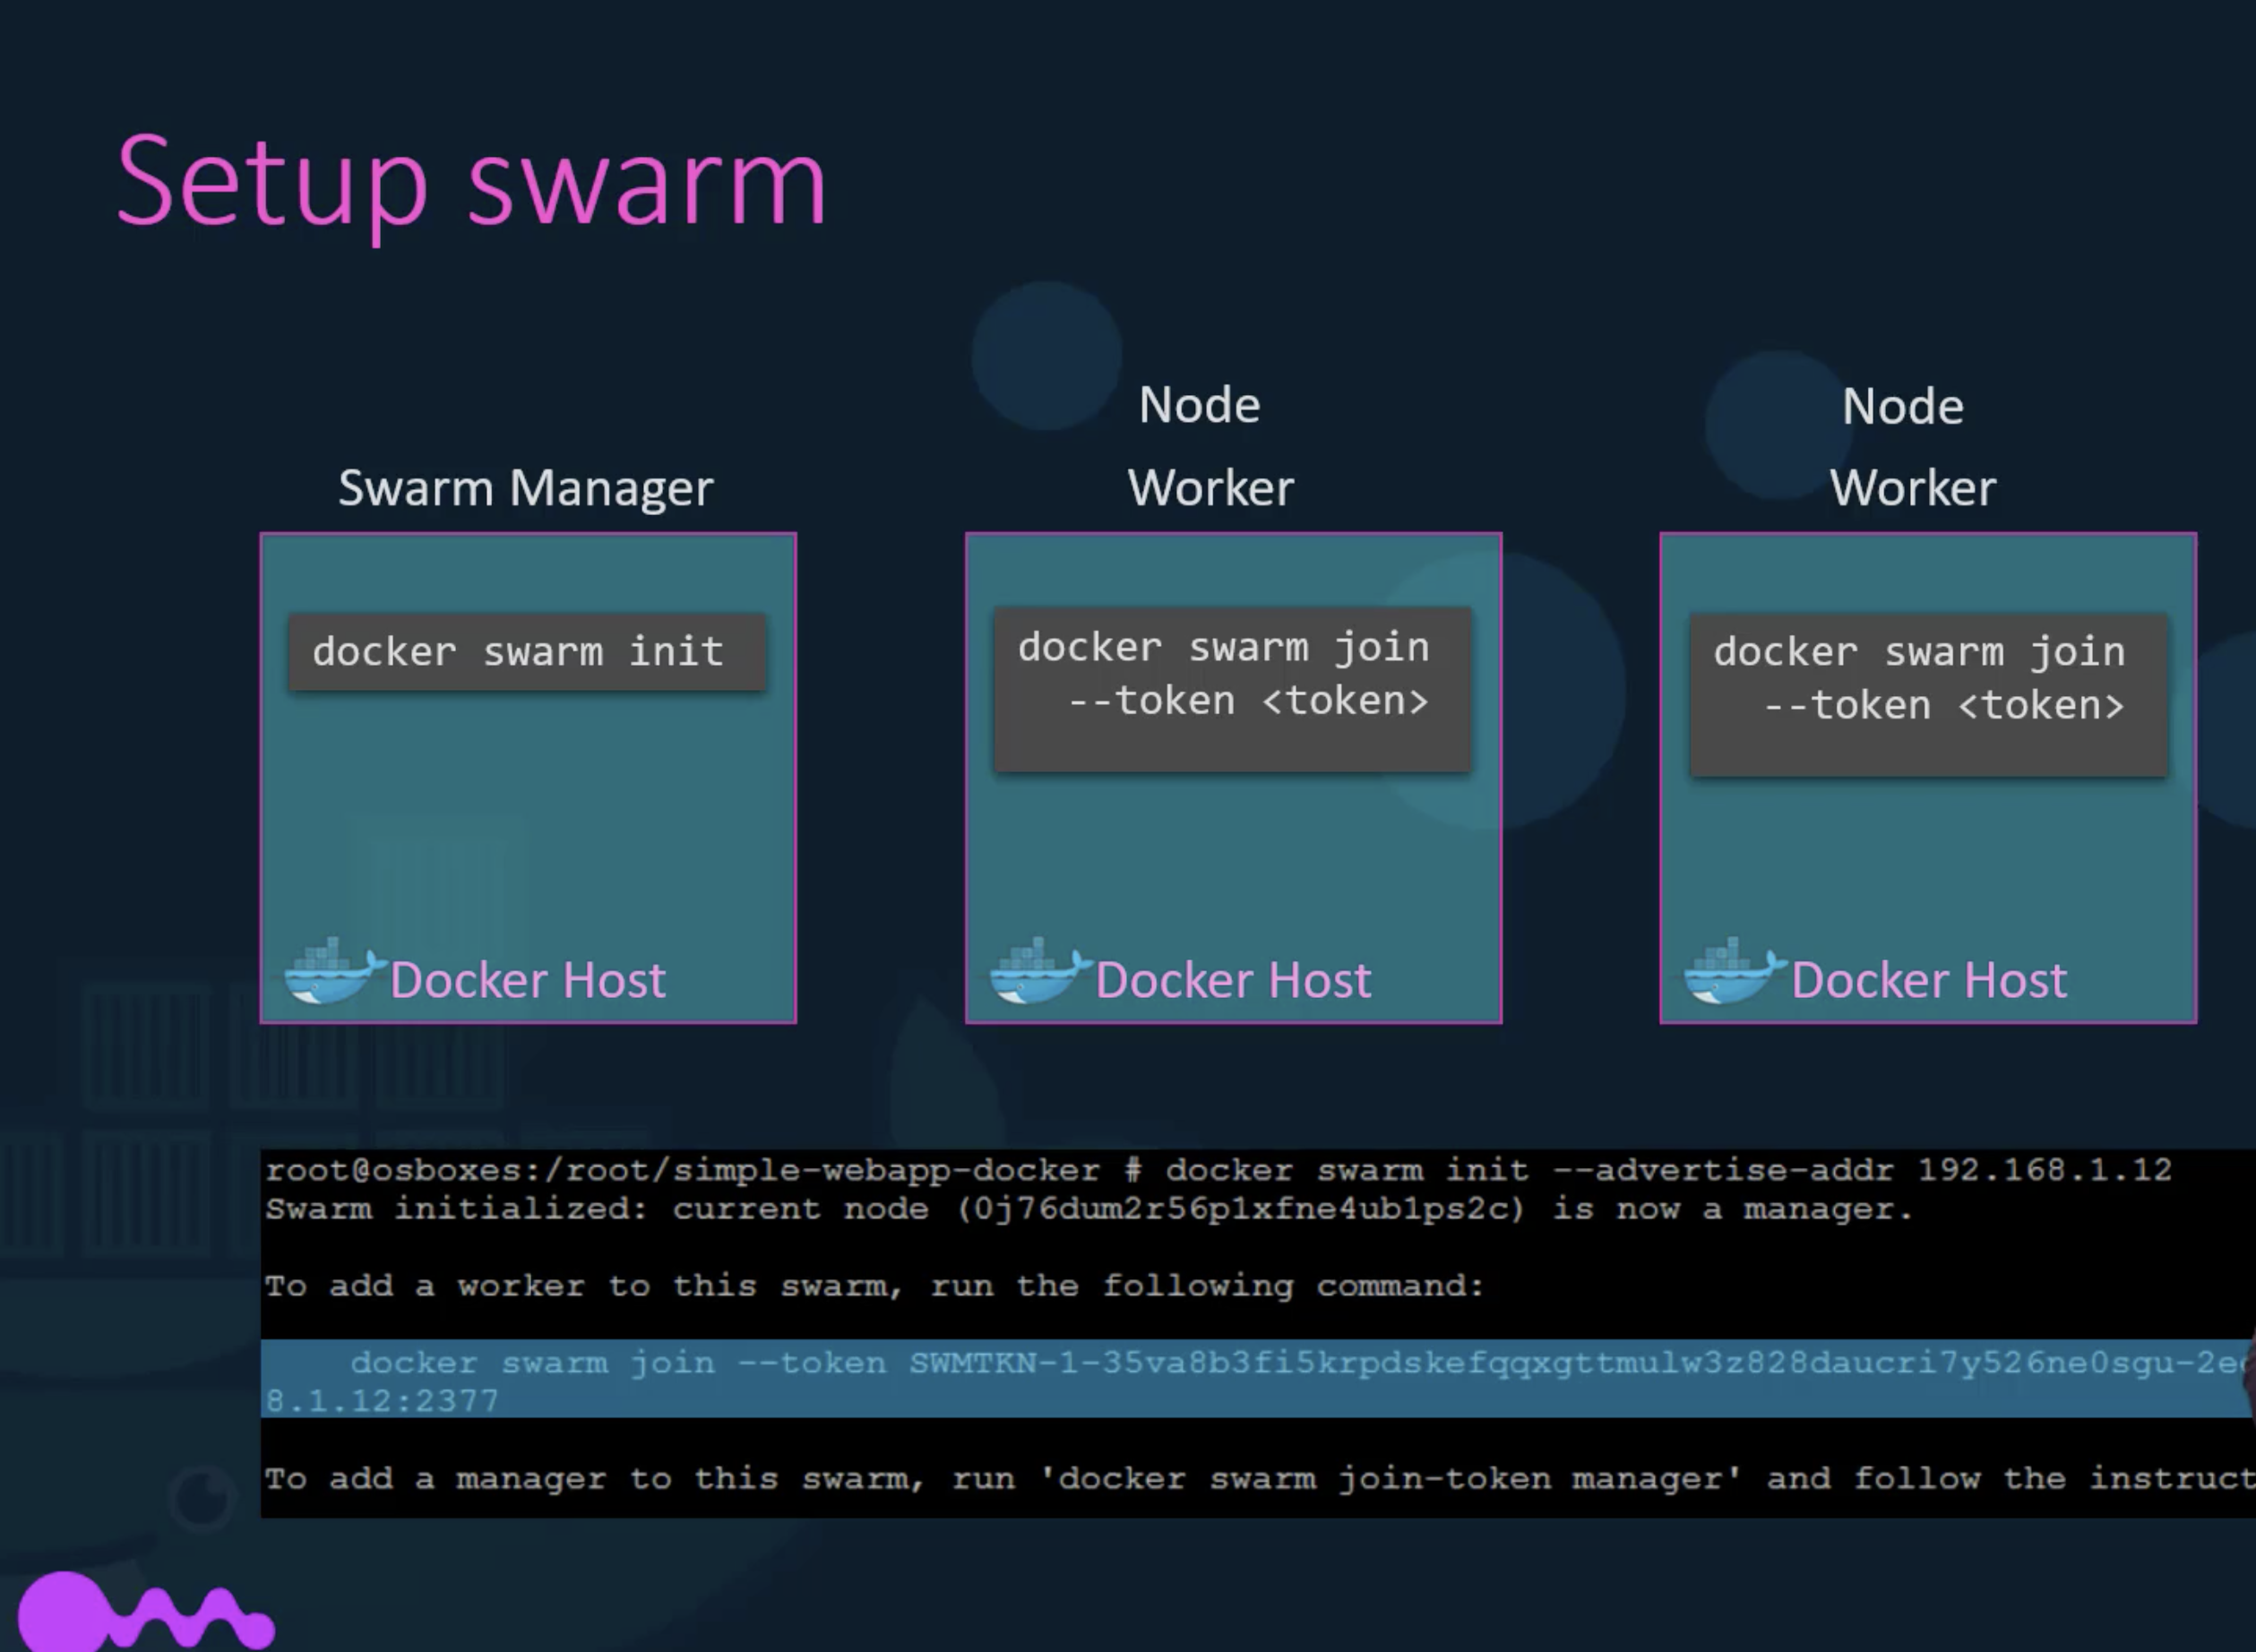 Setup swarm
Swarm Manager
docker swarm init
Docker Host
Node
Worker
docker swarm join
--token <token>
Docker Host
Node
Worker
docker swarm join
--token <token>
Docker Host
root@osboxes:/root/simple-webapp-docker # docker swarm init --advertise-addr 192.168.1.12
Swarm initialized: current node (0j76dum2r56p1xfne4ub1ps2c) is now a manager.
To add a worker to this swarm, run the following command:
docker swarm join --token SWMTKN-1-35va8b3fi5krpdskefqqxgttmulw3z828daucri7y526ne0sgu-2e
8.1.12:2377
To add a manager to this swarm, run 'docker swarm join-token manager' and follow the instruct